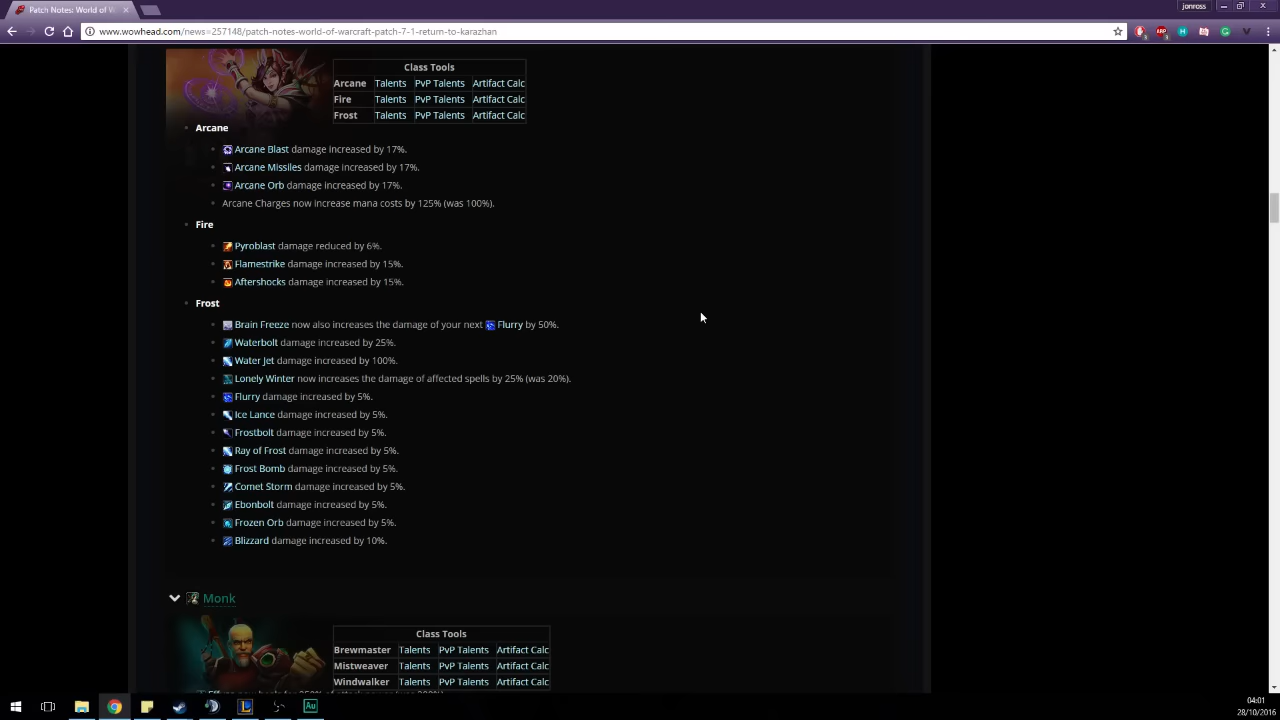 Patch Notes: World of W
jonross
www.wowhead.com/news=257148/patch-notes-world-of-warcraft-patch-7-1-return-to-karazhan
Class Tools
Arcane Talents PvP Talents Artifact Calc
Fire Talents PvP Talents Artifact Calc
Frost Talents PvP Talents Artifact Calc
Arcane
Arcane Blast damage increased by 17%.
Arcane Missiles damage increased by 17%.
Arcane Orb damage increased by 17%.
Arcane Charges now increase mana costs by 125% (was 100%).
Fire
Pyroblast damage reduced by 6%.
Flamestrike damage increased by 15%.
Aftershocks damage increased by 15%.
Frost
Brain Freeze now also increases the damage of your next Flurry by 50%.
Waterbolt damage increased by 25%.
Water Jet damage increased by 100%.
Lonely Winter now increases the damage of affected spells by 25% (was 20%).
Flurry damage increased by 5%.
Ice Lance damage increased by 5%.
Frostbolt damage increased by 5%.
Ray of Frost damage increased by 5%.
Frost Bomb damage increased by 5%.
Comet Storm damage increased by 5%.
Ebonbolt damage increased by 5%.
Frozen Orb damage increased by 5%.
Blizzard damage increased by 10%.
Monk
Class Tools
Brewmaster Talents PvP Talents Artifact Calc
Mistweaver Talents PvP Talents Artifact Calc
Windwalker Talents PvP Talents Artifact Calc
04:01
28/10/2016